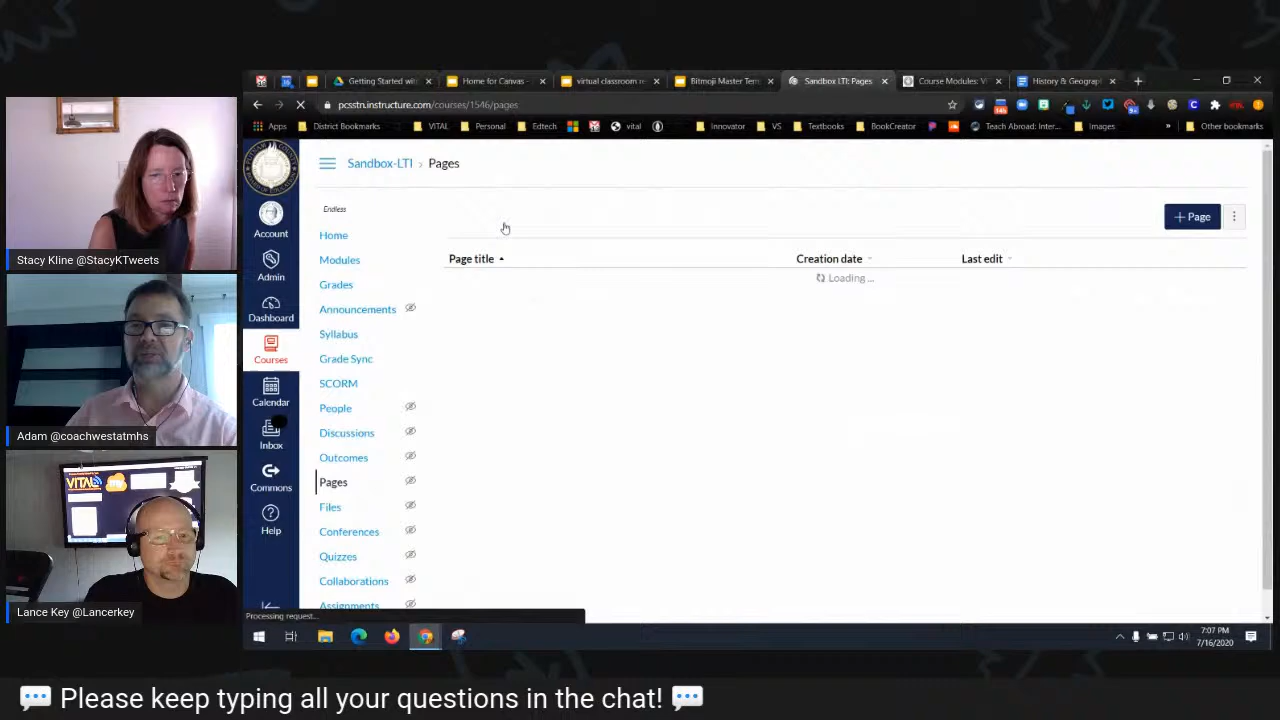 Getting Started wit
Home for Canvas -
virtual classroom re
Bitmoji Master Tem
Sandbox LTI: Pages
Course Modules: V
History & Geograp
pcsstn.instructure.com/courses/1546/pages
Apps
District Bookmarks
VITAL
Personal
Edtech
vital
Innovator
VS
Textbooks
BookCreator
Teach Abroad: Inter...
Images
»
Other bookmarks
Sandbox-LTI › Pages
Endless
+ Page
Page title
Creation date
Last edit
Loading ...
Account
Admin
Dashboard
Courses
Calendar
Inbox
Commons
Help
Home
Modules
Grades
Announcements
Syllabus
Grade Sync
SCORM
People
Discussions
Outcomes
Pages
Files
Conferences
Quizzes
Collaborations
Assignments
Processing request...
7:07 PM
7/16/2020
Stacy Kline @StacyKTweets
Adam @coachwestatmhs
VITAL
Lance Key @Lancerkey
💬 Please keep typing all your questions in the chat! 💬